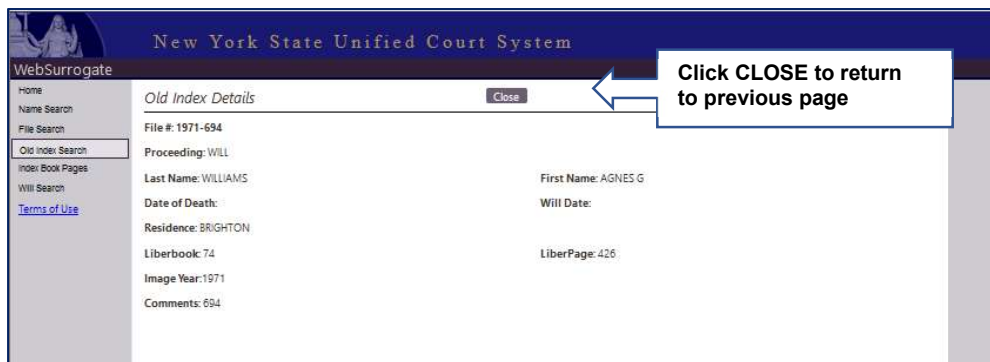 New York State Unified Court System
WebSurrogate
Click CLOSE to return
to previous page
Home
Name Search
File Search
Old Index Search
Index Book Pages
Will Search
Terms of Use
Old Index Details
Close
File #: 1971-694
Proceeding: WILL
Last Name: WILLIAMS First Name: AGNES G
Date of Death: Will Date:
Residence: BRIGHTON
Liberbook: 74 LiberPage: 426
Image Year:1971
Comments: 694